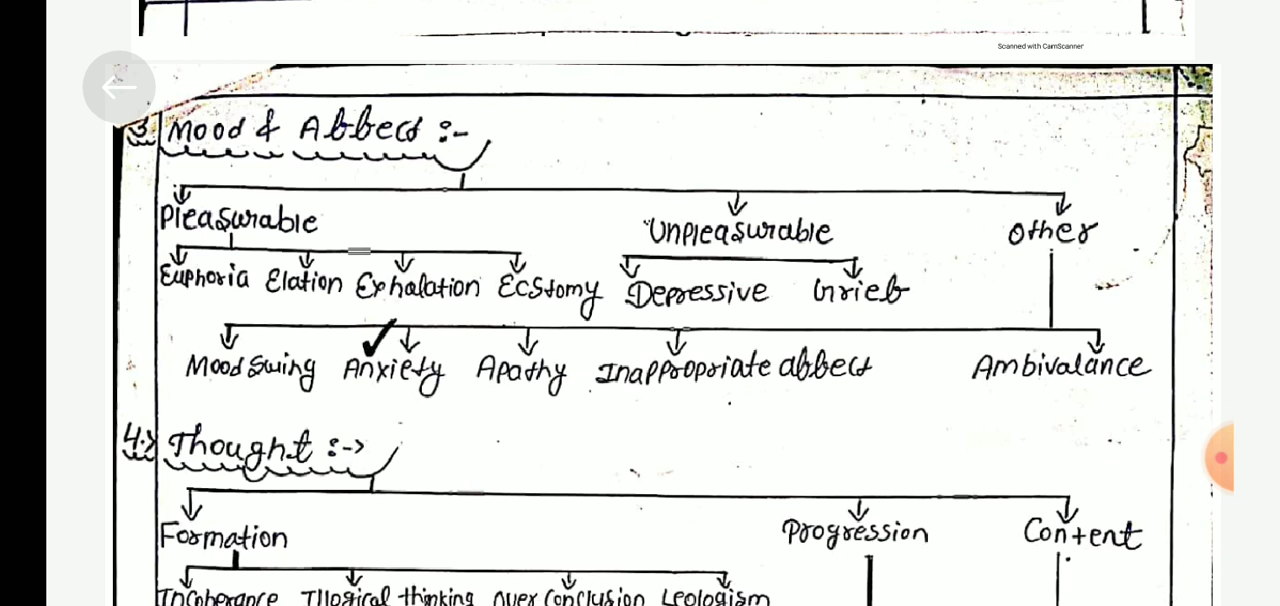 Scanned with CamScanner
3. Mood & Abbect :-
Pleasurable Unpleasurable Other
Euphoria Elation Exhalation Ecstomy Depressive Grieb
Mood Swing Anxiety Apathy Inappropriate abbect Ambivalance
4.> Thought :->
Formation Progression Content
Incoherance Illogical thinking over Conclusion Leologism